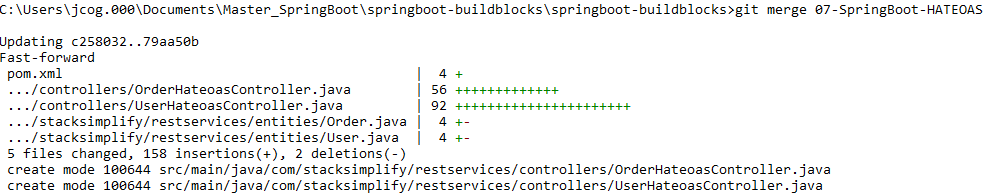 C:\Users\jcog.000\Documents\Master_SpringBoot\springboot-buildblocks\springboot-buildblocks>git merge 07-SpringBoot-HATEOAS
Updating c258032..79aa50b
Fast-forward
 pom.xml                                            |  4 +
 .../controllers/OrderHateoasController.java        | 56 +++++++++++++
 .../controllers/UserHateoasController.java         | 92 ++++++++++++++++++++++
 .../stacksimplify/restservices/entities/Order.java |  4 +-
 .../stacksimplify/restservices/entities/User.java  |  4 +-
 5 files changed, 158 insertions(+), 2 deletions(-)
 create mode 100644 src/main/java/com/stacksimplify/restservices/controllers/OrderHateoasController.java
 create mode 100644 src/main/java/com/stacksimplify/restservices/controllers/UserHateoasController.java